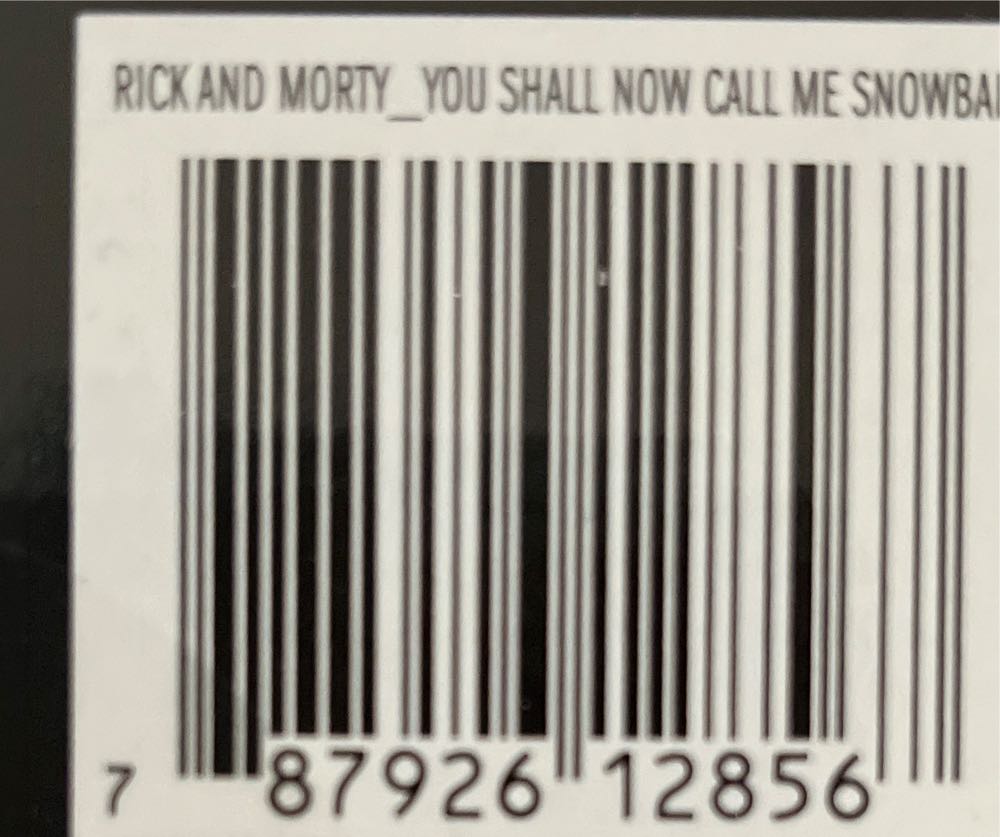 RICK AND MORTY_YOU SHALL NOW CALL ME SNOWBA
7 87926 12856